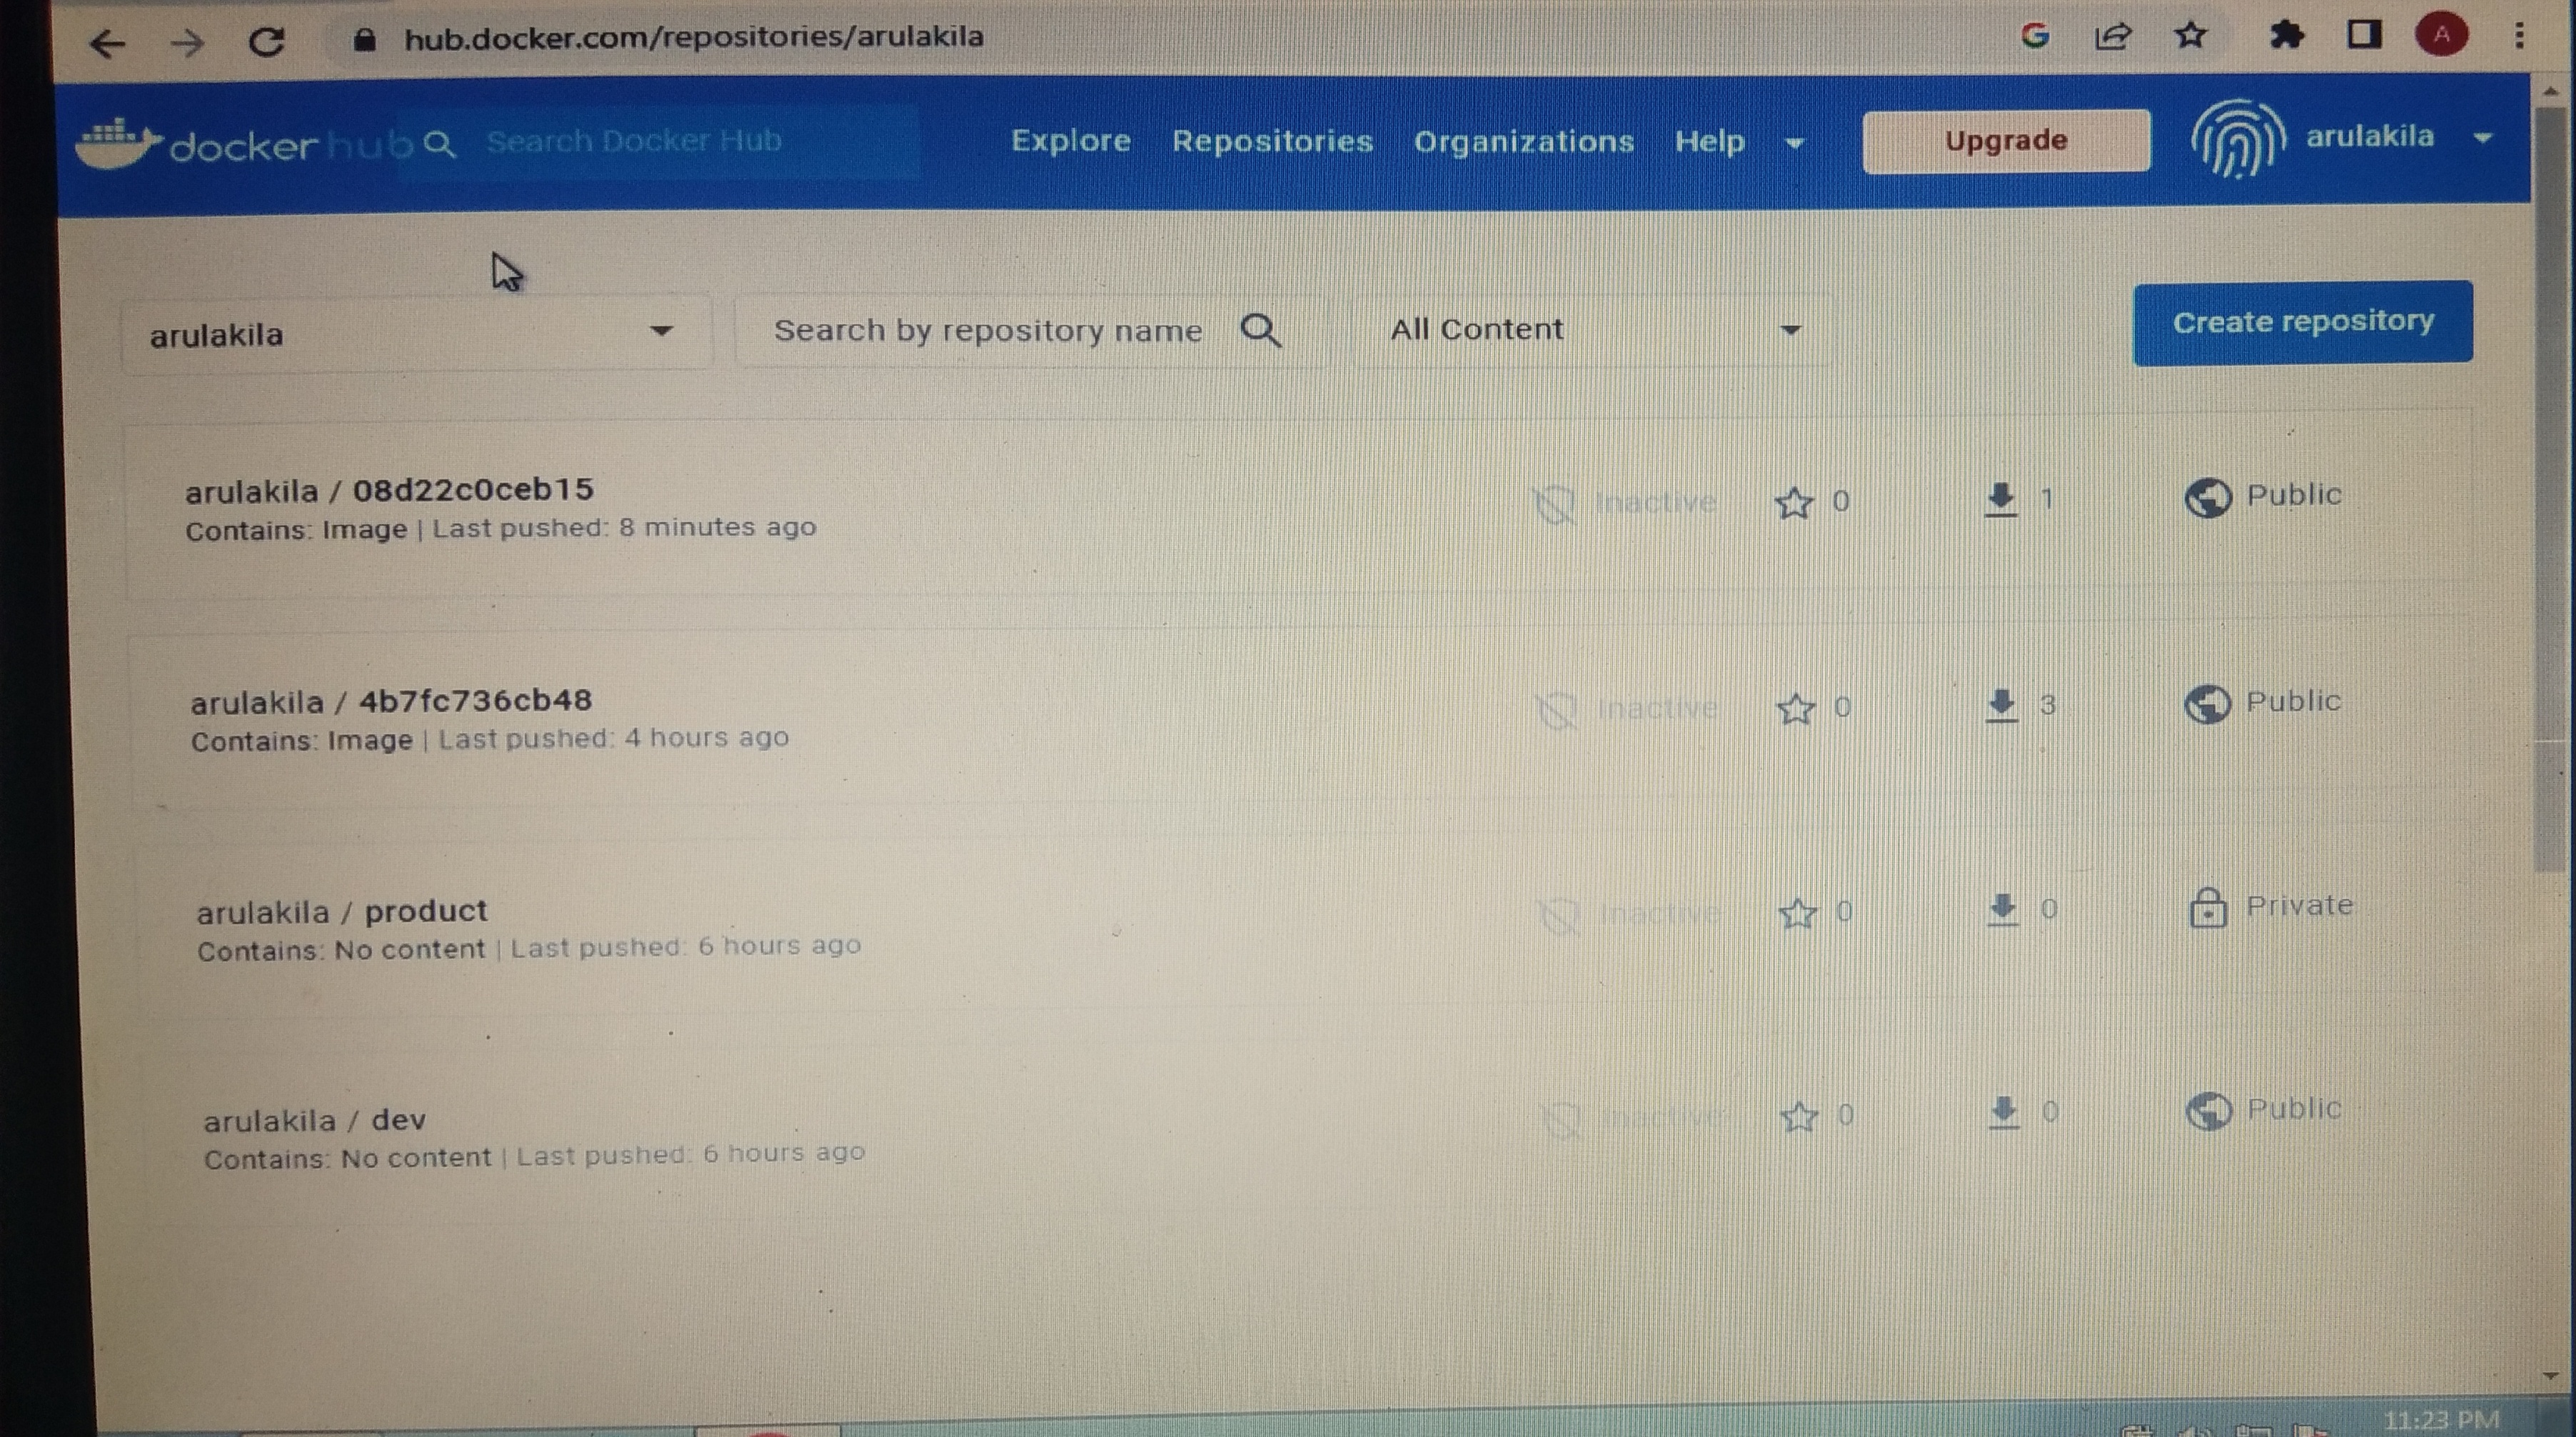 hub.docker.com/repositories/arulakila
A
docker hub
Search Docker Hub
Explore
Repositories
Organizations
Help
Upgrade
arulakila
arulakila
Search by repository name
All Content
Create repository
arulakila / 08d22c0ceb15
Contains: Image | Last pushed: 8 minutes ago
Inactive
0
1
Public
arulakila / 4b7fc736cb48
Contains: Image | Last pushed: 4 hours ago
Inactive
0
3
Public
arulakila / product
Contains: No content | Last pushed: 6 hours ago
Inactive
0
0
Private
arulakila / dev
Contains: No content | Last pushed: 6 hours ago
Inactive
0
0
Public
11:23 PM